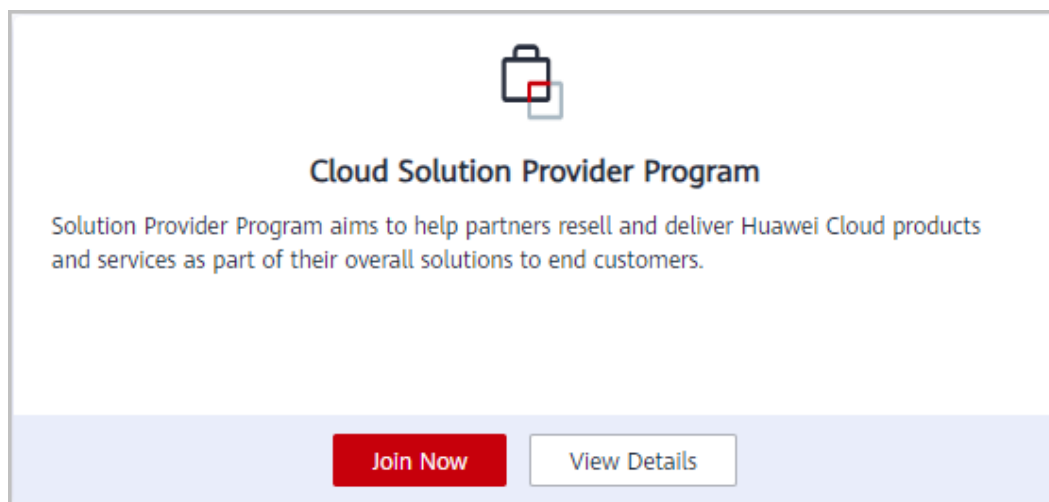 Cloud Solution Provider Program
Solution Provider Program aims to help partners resell and deliver Huawei Cloud products
and services as part of their overall solutions to end customers.
Join Now
View Details